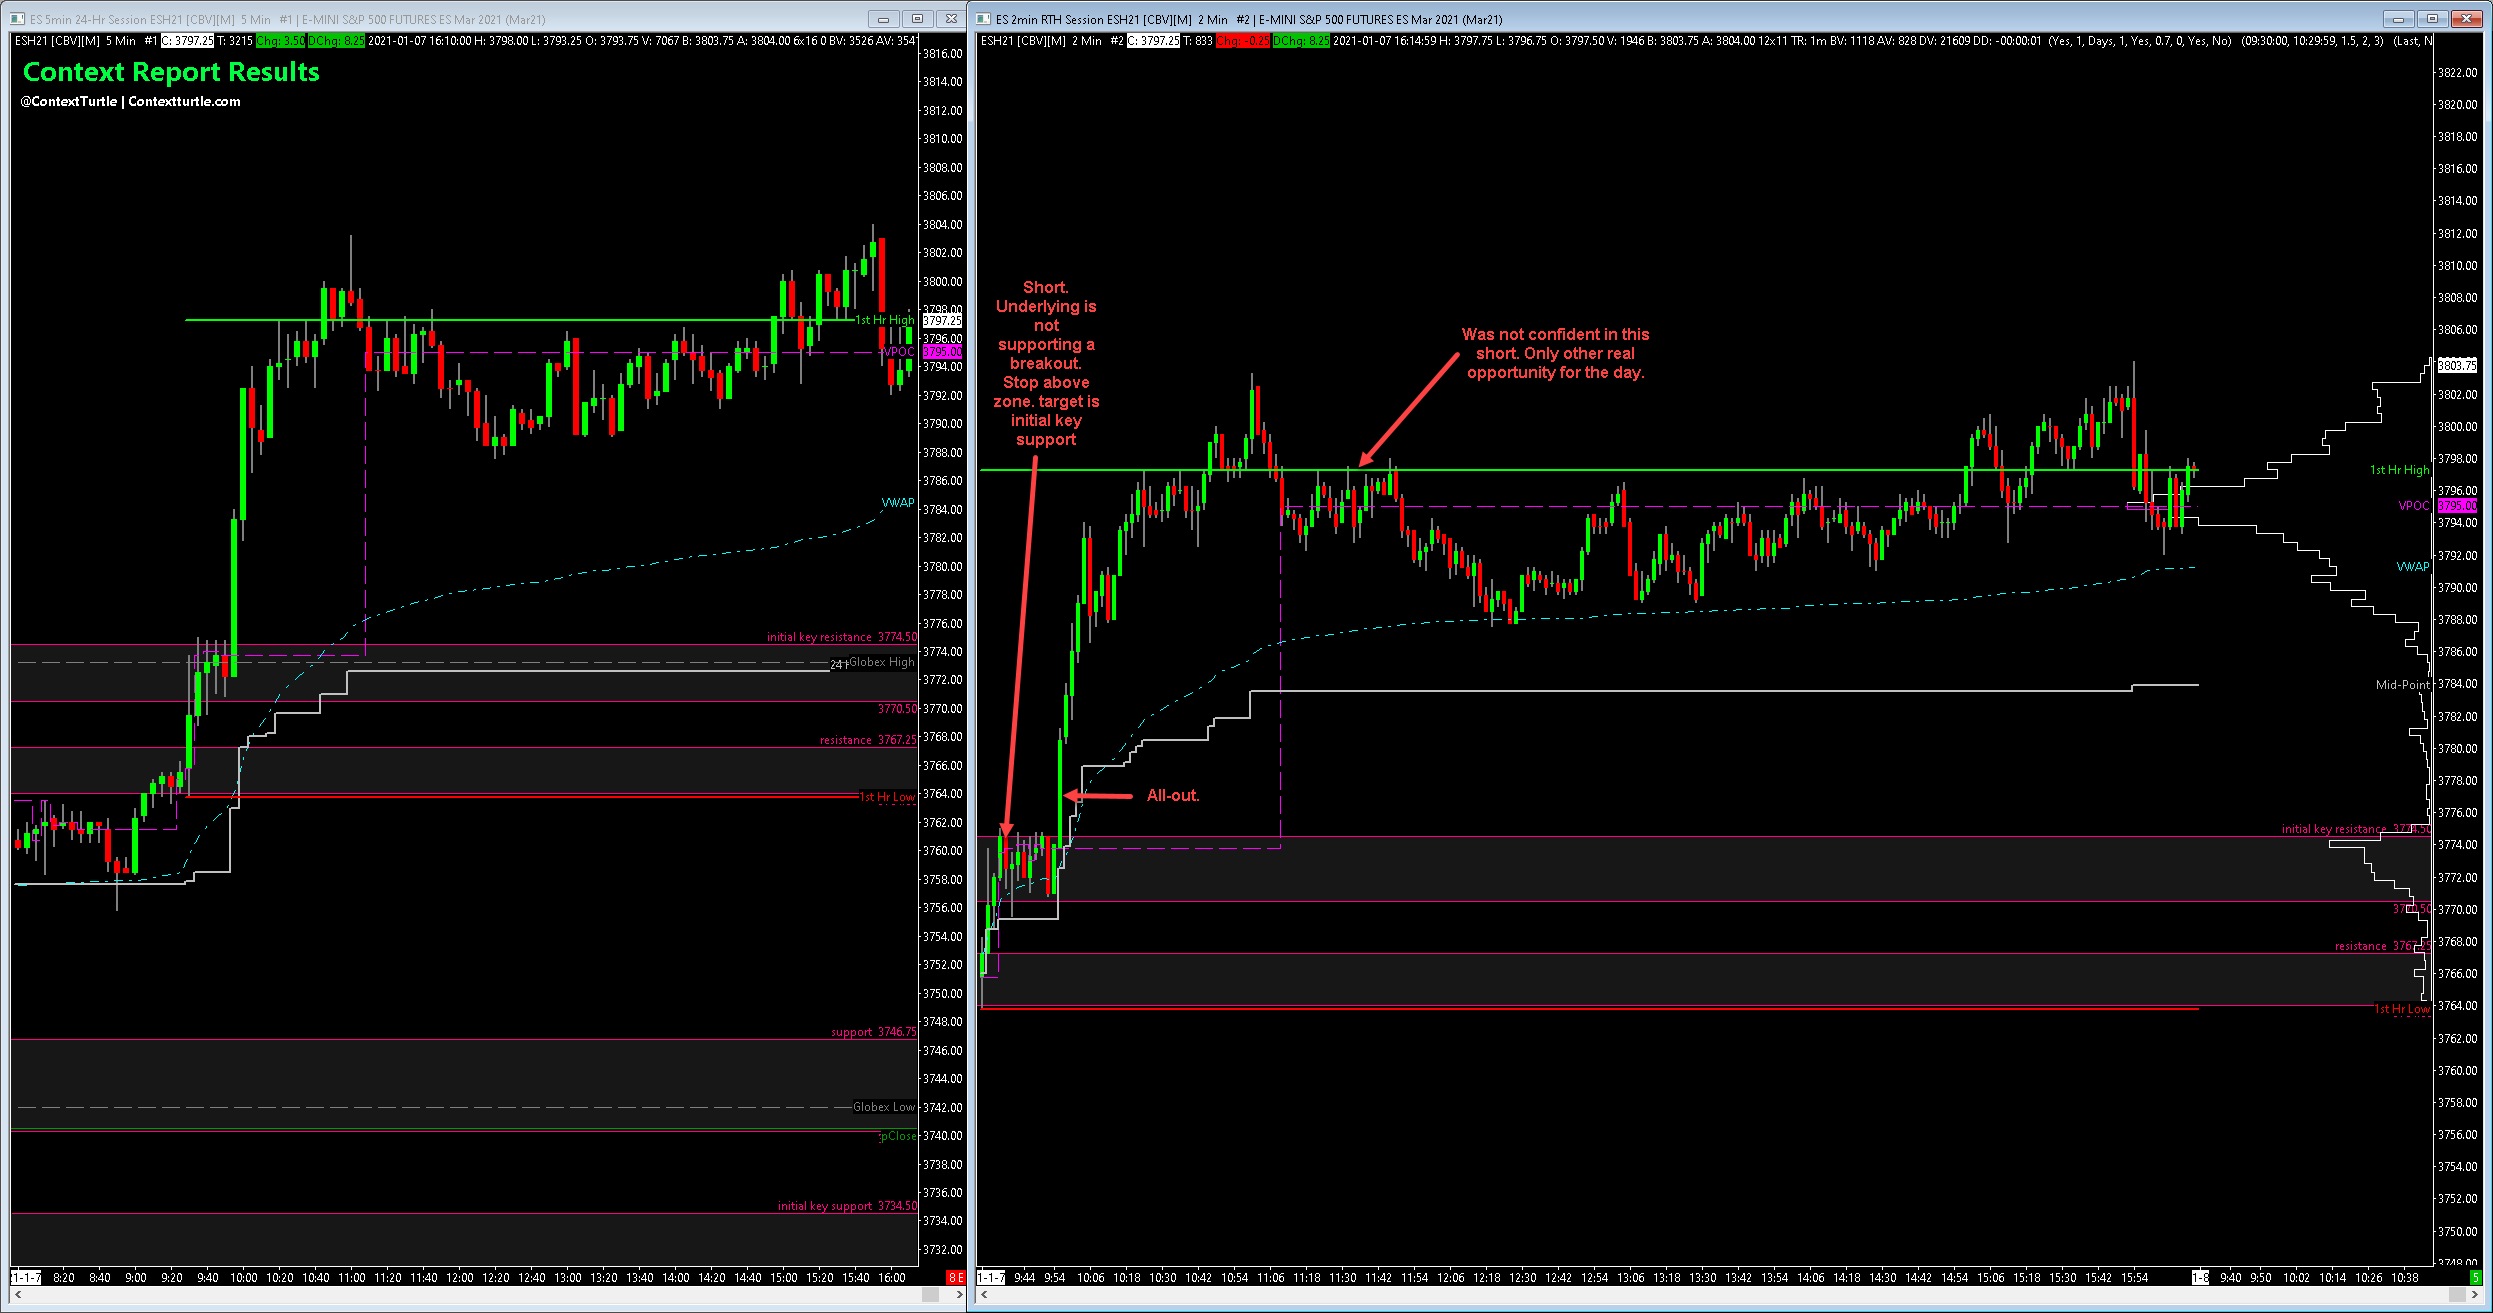 ES 5min 24-Hr Session ESH21 [CBV][M]  5 Min   #1 | E-MINI S&P 500 FUTURES ES Mar 2021 (Mar21)
ESH21 [CBV][M]  5 Min   #1 C: 3797.25 T: 3215 Chg: 3.50 DChg: 8.25 2021-01-07 16:10:00 H: 3798.00 L: 3793.25 O: 3793.75 V: 7067 B: 3803.75 A: 3804.00 6x16 0 BV: 3526 AV: 354
Context Report Results
@ContextTurtle | Contextturtle.com
1st Hr High
VPOC
VWAP
initial key resistance  3774.50
Globex High
3770.50
resistance  3767.25
1st Hr Low
support  3746.75
Globex Low
pClose
initial key support  3734.50
3816.00
3814.00
3812.00
3810.00
3808.00
3806.00
3804.00
3802.00
3800.00
3798.00
3797.25
3796.00
3795.00
3794.00
3792.00
3790.00
3788.00
3786.00
3784.00
3782.00
3780.00
3778.00
3776.00
3774.00
3772.00
3770.00
3768.00
3766.00
3764.00
3762.00
3760.00
3758.00
3756.00
3754.00
3752.00
3750.00
3748.00
3746.00
3744.00
3742.00
3740.00
3738.00
3736.00
3734.00
3732.00
1-1-7 8:20 8:40 9:00 9:20 9:40 10:00 10:20 10:40 11:00 11:20 11:40 12:00 12:20 12:40 13:00 13:20 13:40 14:00 14:20 14:40 15:00 15:20 15:40 16:00 8 E
ES 2min RTH Session ESH21 [CBV][M]  2 Min   #2 | E-MINI S&P 500 FUTURES ES Mar 2021 (Mar21)
ESH21 [CBV][M]  2 Min   #2 C: 3797.25 T: 833 Chg: -0.25 DChg: 8.25 2021-01-07 16:14:59 H: 3797.75 L: 3796.75 O: 3797.50 V: 1946 B: 3803.75 A: 3804.00 12x11 TR: 1m BV: 1118 AV: 828 DV: 21609 DD: -00:00:01  (Yes, 1, Days, 1, Yes, 0.7, 0, Yes, No)  (09:30:00, 10:29:59, 1.5, 2, 3)  (Last, N
Short.
Underlying is
not
supporting a
breakout.
Stop above
zone. target is
initial key
support
Was not confident in this
short. Only other real
opportunity for the day.
All-out.
1st Hr High
VPOC
VWAP
Mid-Point
initial key resistance  3774.50
3770.50
resistance  3767.25
1st Hr Low
3822.00
3820.00
3818.00
3816.00
3814.00
3812.00
3810.00
3808.00
3806.00
3803.75
3802.00
3800.00
3798.00
3796.00
3795.00
3794.00
3792.00
3790.00
3788.00
3786.00
3784.00
3782.00
3780.00
3778.00
3776.00
3774.00
3772.00
3770.00
3768.00
3766.00
3764.00
3762.00
3760.00
3758.00
3756.00
3754.00
3752.00
3750.00
3748.00
1-1-7 9:44 9:54 10:06 10:18 10:30 10:42 10:54 11:06 11:18 11:30 11:42 11:54 12:06 12:18 12:30 12:42 12:54 13:06 13:18 13:30 13:42 13:54 14:06 14:18 14:30 14:42 14:54 15:06 15:18 15:30 15:42 15:54 1-8 9:40 9:50 10:02 10:14 10:26 10:38 5